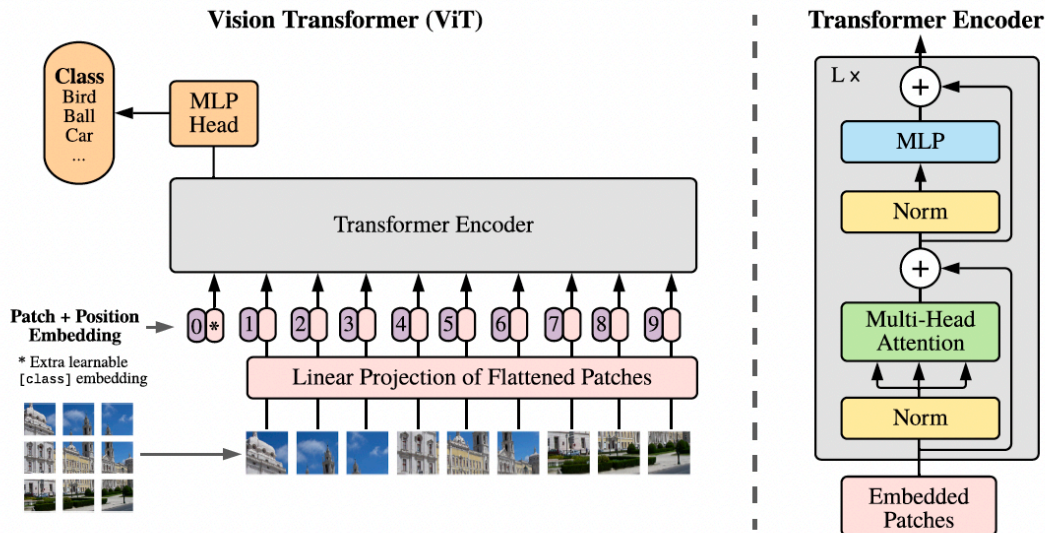 Vision Transformer (ViT)
Class
Bird
Ball
Car
...
MLP
Head
Transformer Encoder
Patch + Position
Embedding
0 * 1 2 3 4 5 6 7 8 9
* Extra learnable
[class] embedding
Linear Projection of Flattened Patches
Transformer Encoder
L ×
+
MLP
Norm
+
Multi-Head
Attention
Norm
Embedded
Patches